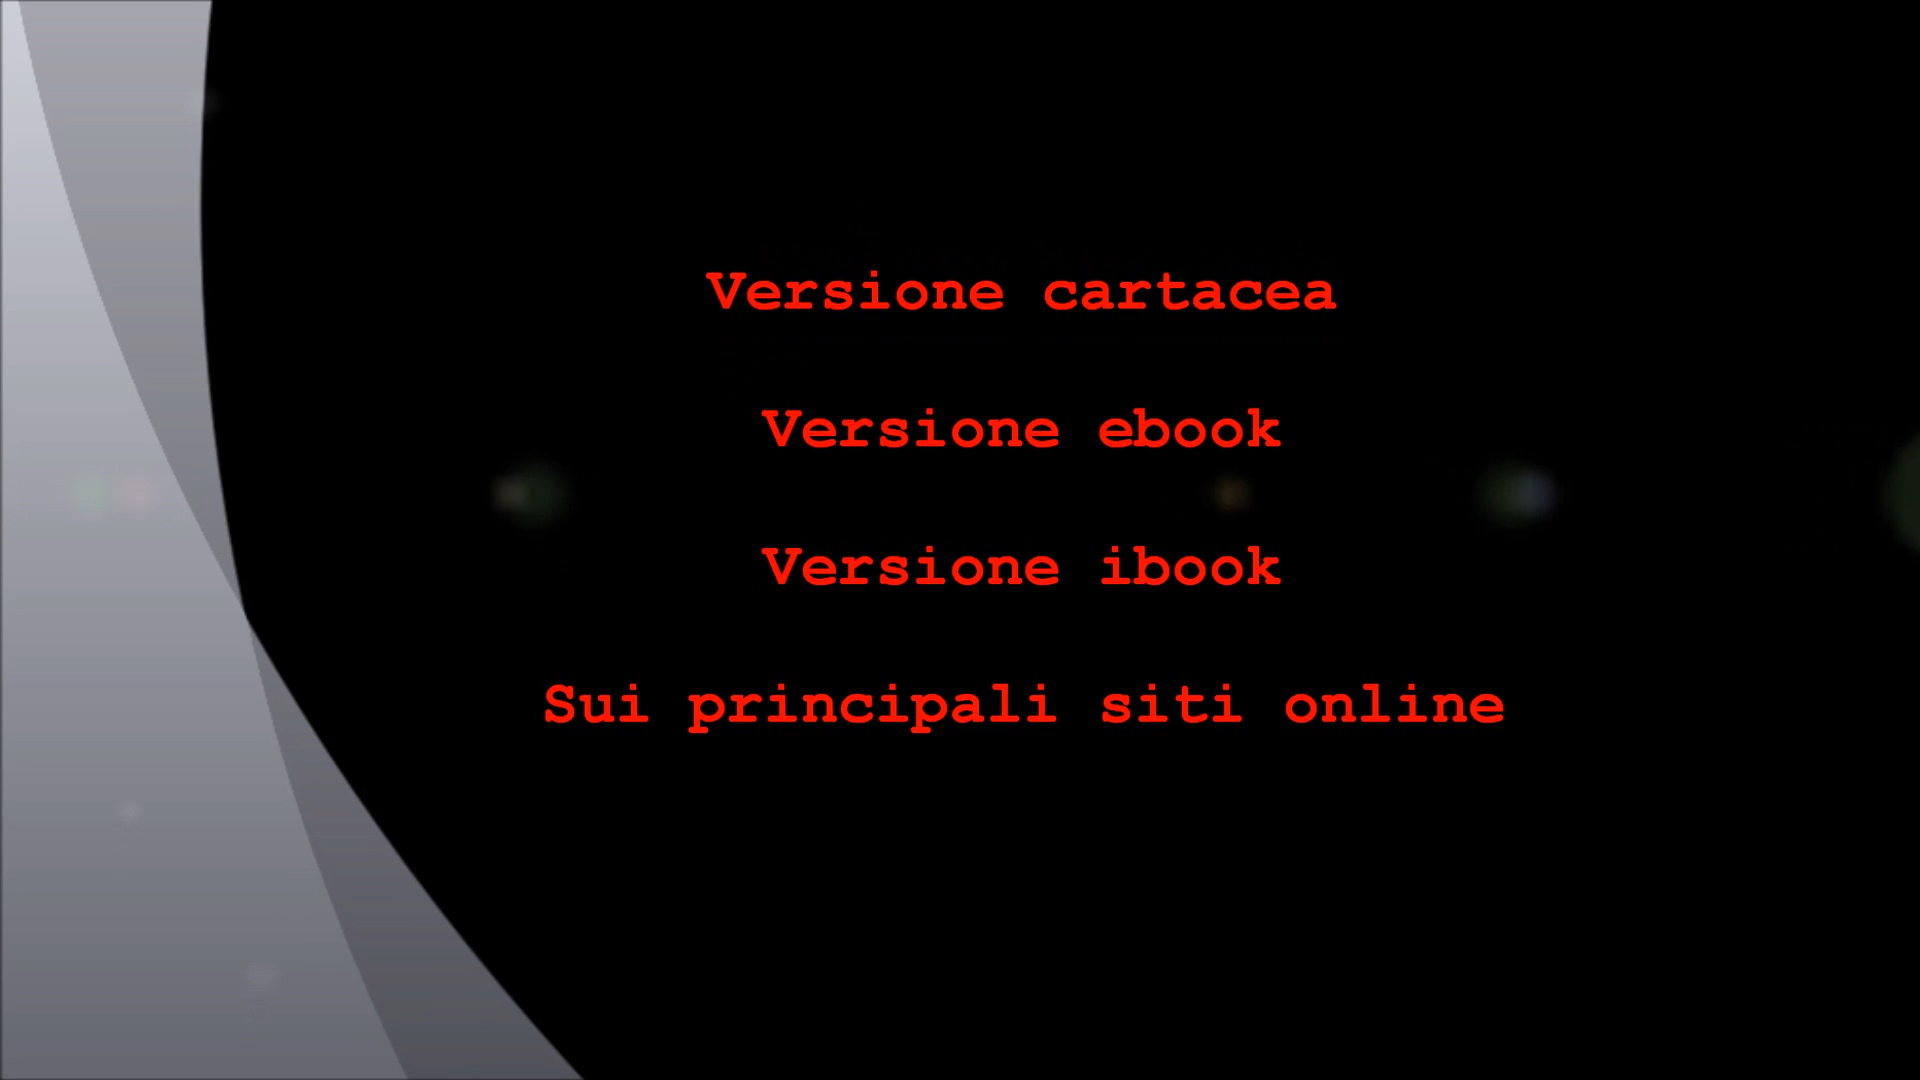 Versione cartacea
Versione ebook
Versione ibook
Sui principali siti online